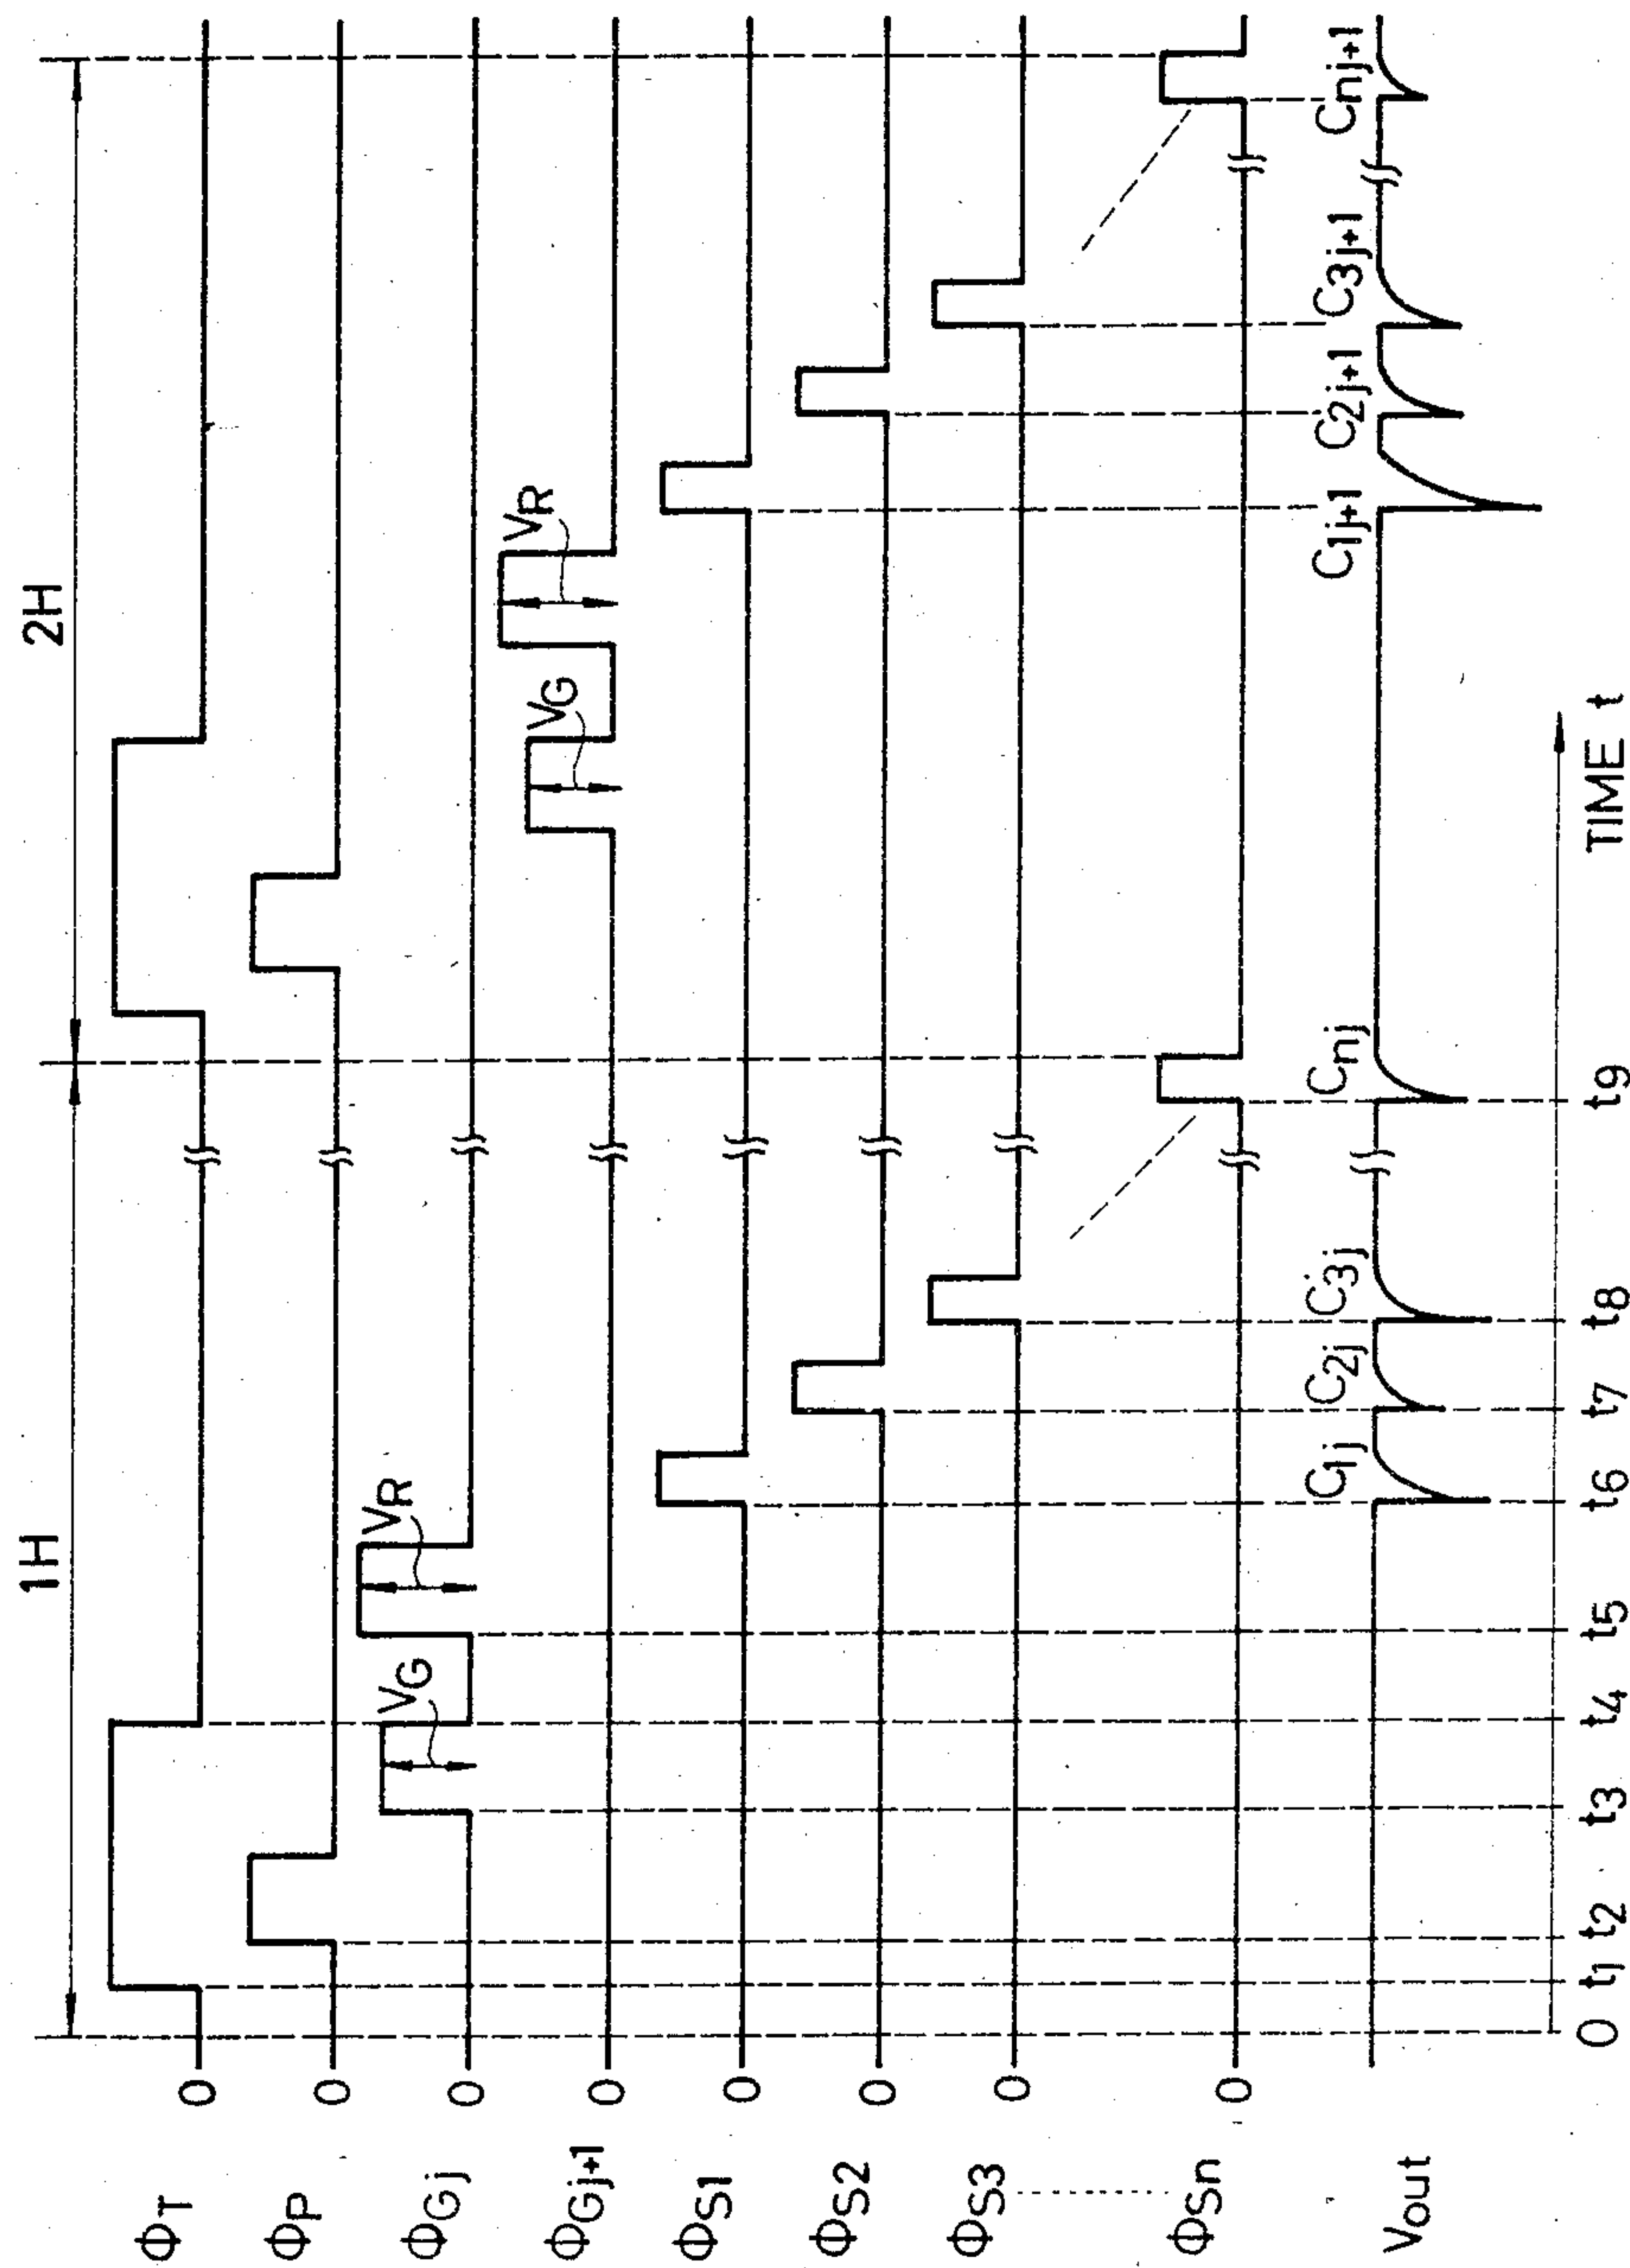 1H 2H
ΦT 0
ΦP 0
ΦGj 0 VG VR
ΦGj+1 0 VG VR
ΦS1 0
ΦS2 0
ΦS3 0
ΦSn 0
Vout C1j C2j C3j Cnj C1j+1 C2j+1 C3j+1 Cnj+1
0 t1 t2 t3 t4 t5 t6 t7 t8 t9 TIME t